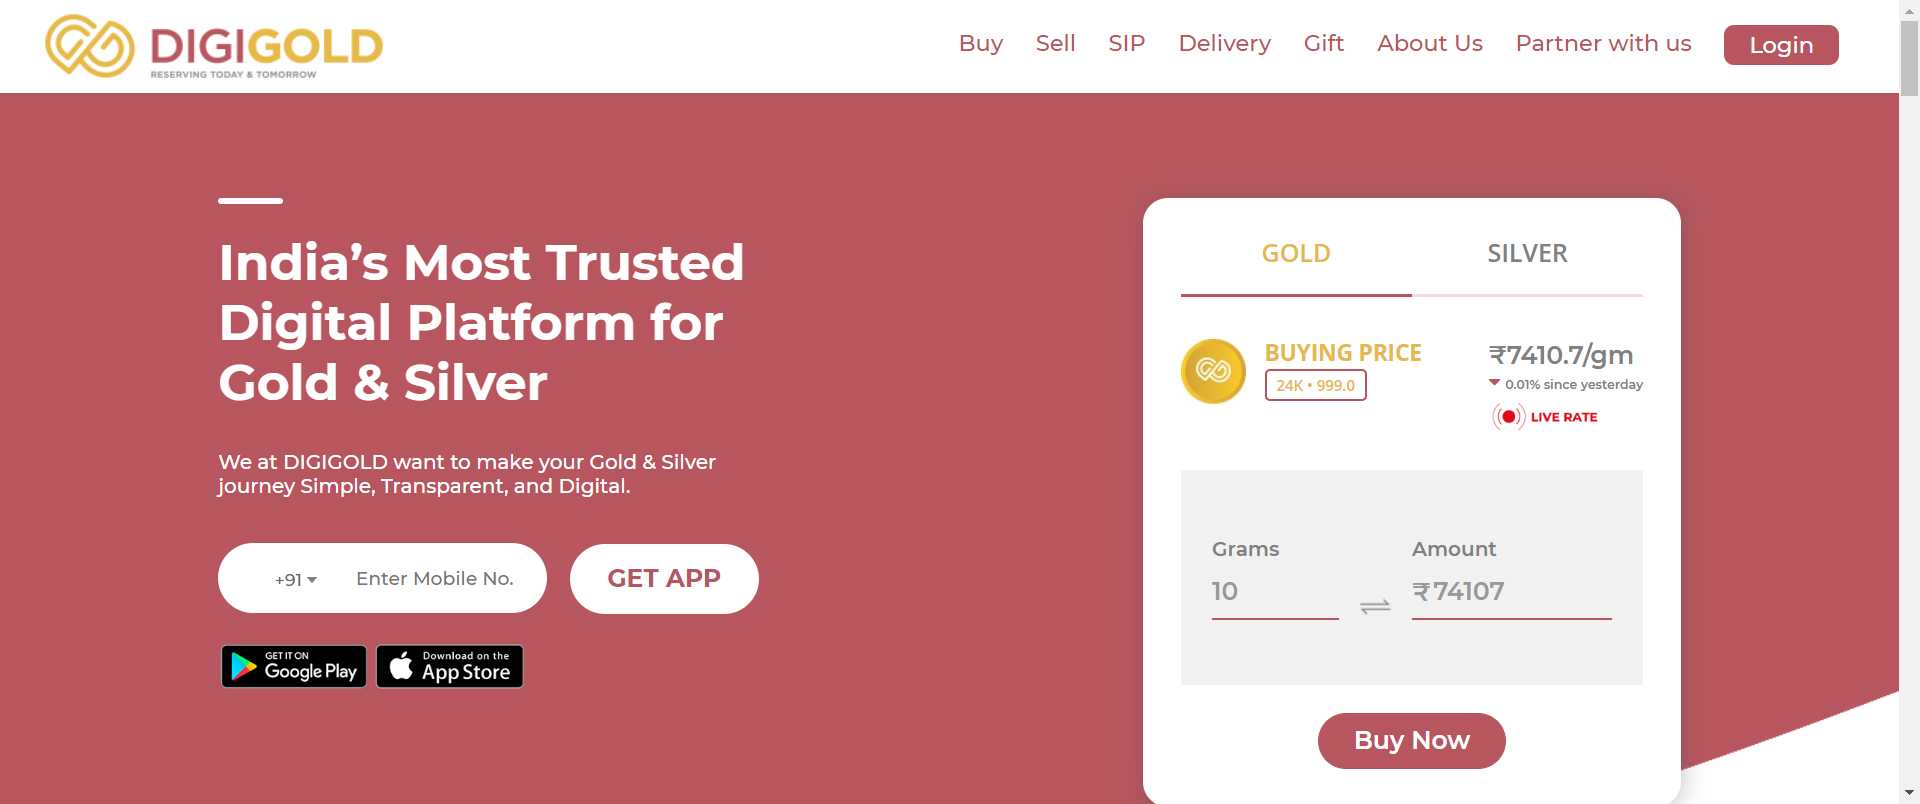 DIGIGOLD
RESERVING TODAY & TOMORROW
Buy Sell SIP Delivery Gift About Us Partner with us Login
India’s Most Trusted
Digital Platform for
Gold & Silver
We at DIGIGOLD want to make your Gold & Silver
journey Simple, Transparent, and Digital.
+91 Enter Mobile No. GET APP
GET IT ON
Google Play
Download on the
App Store
GOLD SILVER
BUYING PRICE
24K • 999.0
₹7410.7/gm
0.01% since yesterday
LIVE RATE
Grams Amount
10 ₹ 74107
Buy Now